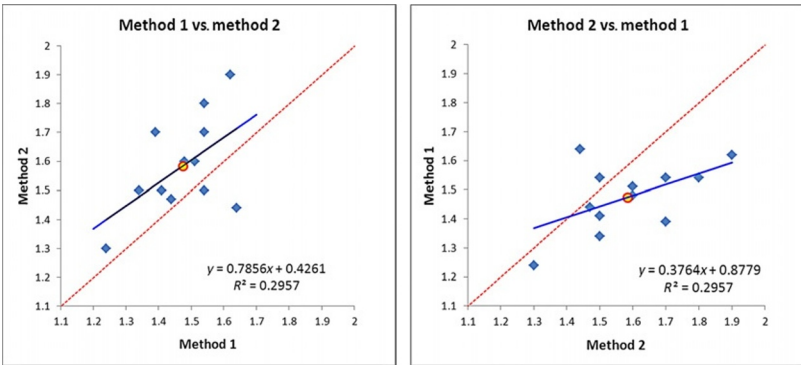 Method 1 vs. method 2
2
1.9
1.8
1.7
1.6
1.5
1.4
1.3
1.2
1.1
Method 2
y = 0.7856x + 0.4261
R² = 0.2957
1.1 1.2 1.3 1.4 1.5 1.6 1.7 1.8 1.9 2
Method 1
Method 2 vs. method 1
2
1.9
1.8
1.7
1.6
1.5
1.4
1.3
1.2
1.1
Method 1
y = 0.3764x + 0.8779
R² = 0.2957
1.1 1.2 1.3 1.4 1.5 1.6 1.7 1.8 1.9 2
Method 2